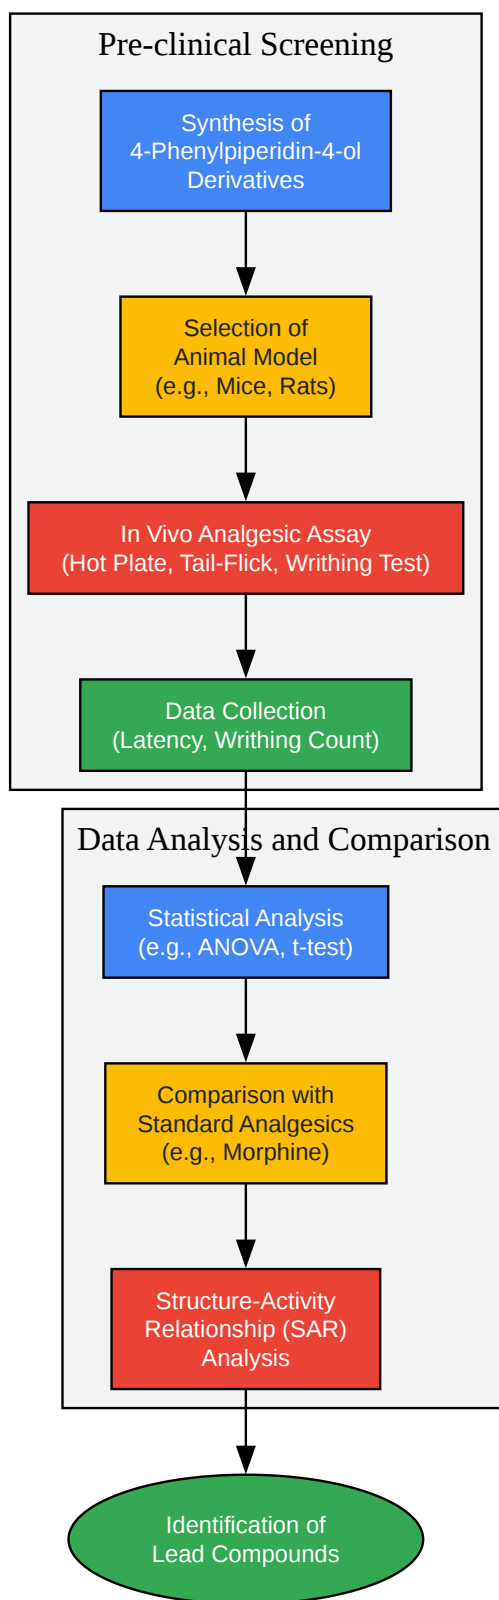 Pre-clinical Screening
Synthesis of
4-Phenylpiperidin-4-ol
Derivatives
Selection of
Animal Model
(e.g., Mice, Rats)
In Vivo Analgesic Assay
(Hot Plate, Tail-Flick, Writhing Test)
Data Collection
(Latency, Writhing Count)
Data Analysis and Comparison
Statistical Analysis
(e.g., ANOVA, t-test)
Comparison with
Standard Analgesics
(e.g., Morphine)
Structure-Activity
Relationship (SAR)
Analysis
Identification of
Lead Compounds